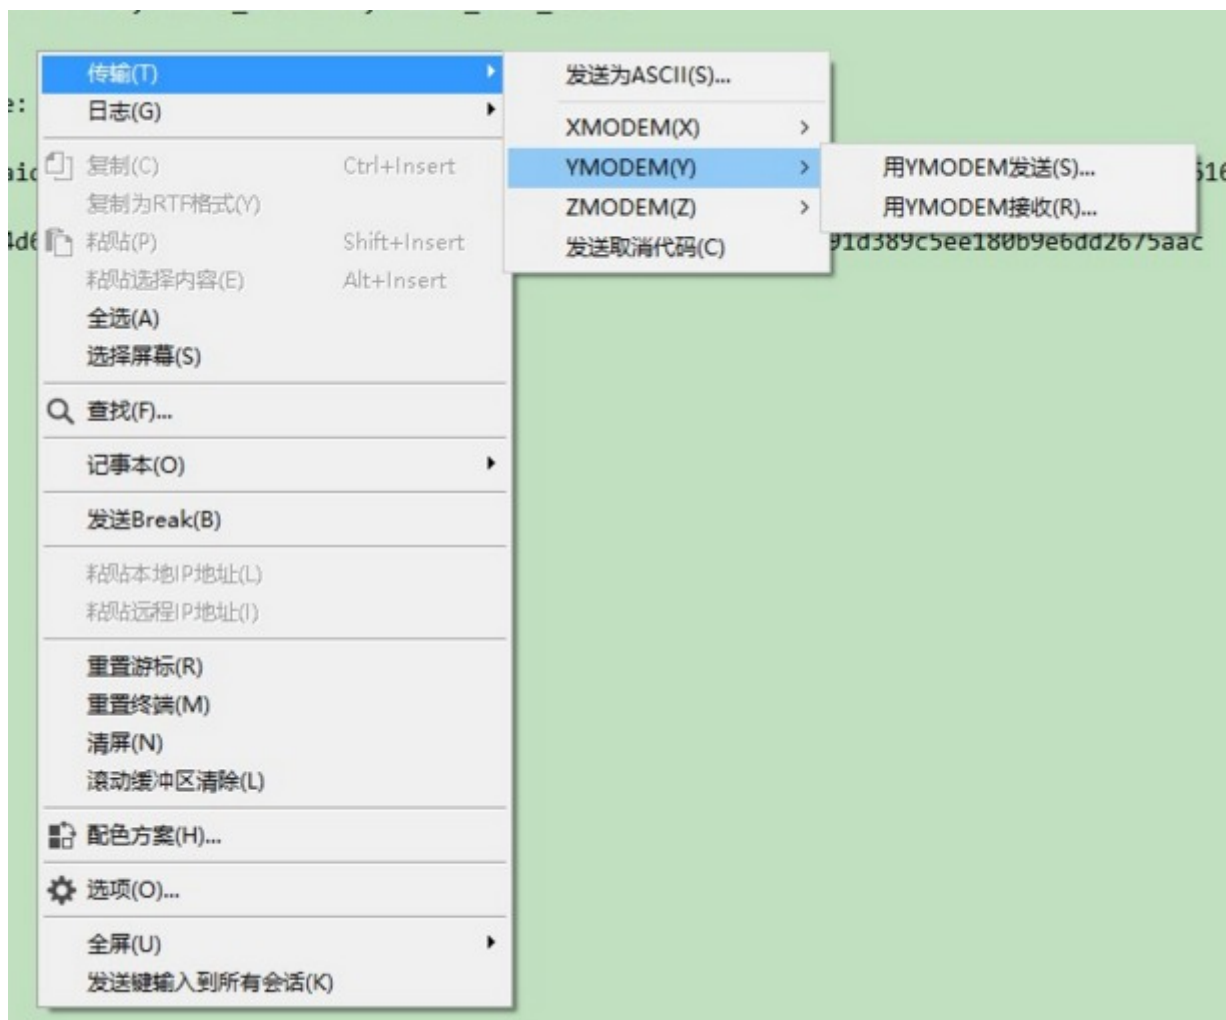 传输(T)
日志(G)
复制(C) Ctrl+Insert
复制为RTF格式(Y)
粘贴(P) Shift+Insert
粘贴选择内容(E) Alt+Insert
全选(A)
选择屏幕(S)
查找(F)...
记事本(O)
发送Break(B)
粘贴本地IP地址(L)
粘贴远程IP地址(I)
重置游标(R)
重置终端(M)
清屏(N)
滚动缓冲区清除(L)
配色方案(H)...
选项(O)...
全屏(U)
发送键输入到所有会话(K)
发送为ASCII(S)...
XMODEM(X)
YMODEM(Y)
ZMODEM(Z)
发送取消代码(C)
用YMODEM发送(S)...
用YMODEM接收(R)...
e:
aid
516
4d6
91d389c5ee180b9e6dd2675aac